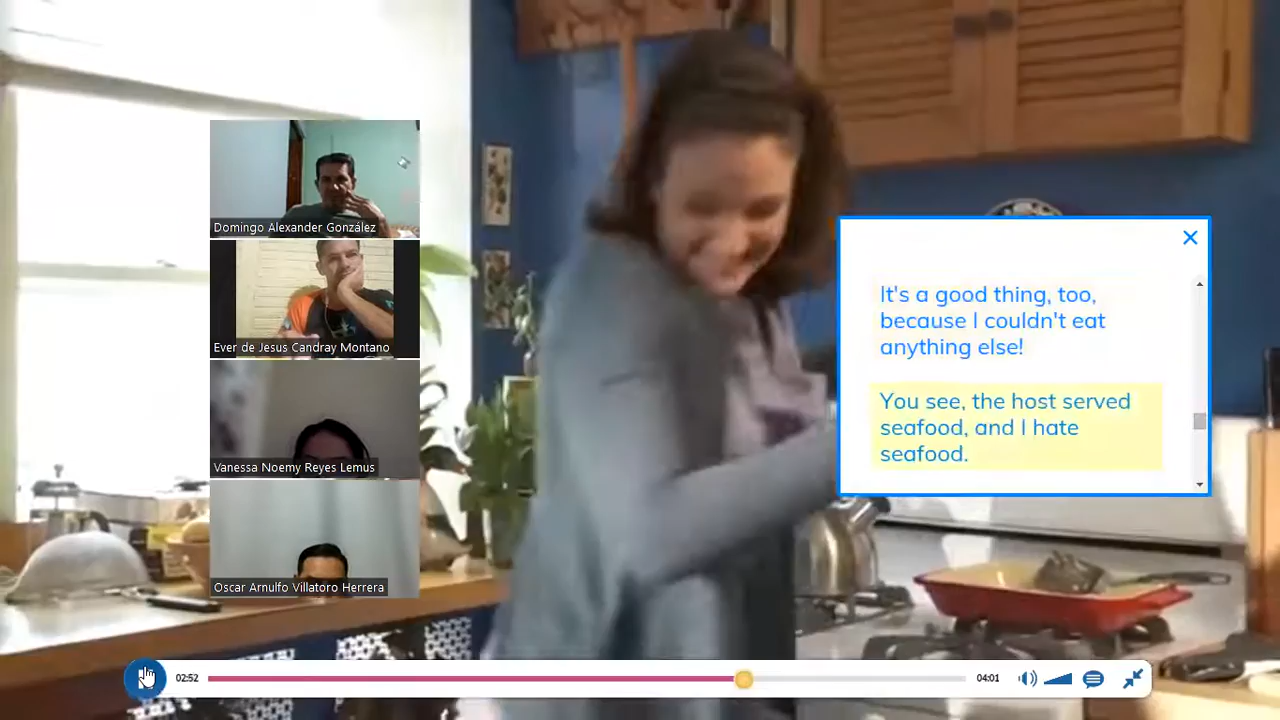 Domingo Alexander González
Ever de Jesus Candray Montano
Vanessa Noemy Reyes Lemus
Oscar Arnulfo Villatoro Herrera
It's a good thing, too,
because I couldn't eat
anything else!
You see, the host served
seafood, and I hate
seafood.
02:52
04:01